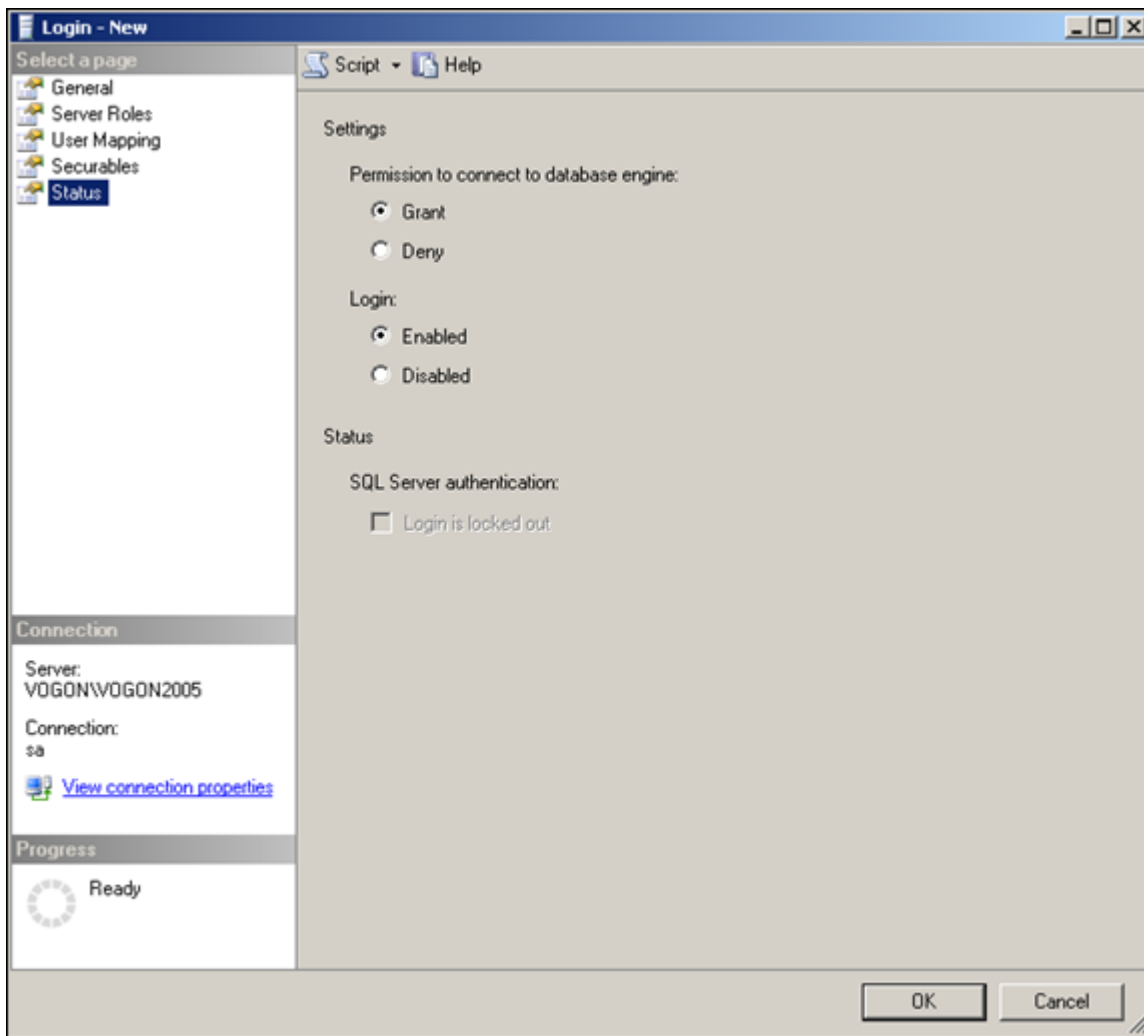 Login - New
Select a page
General
Server Roles
User Mapping
Securables
Status
Connection
Server:
VOGON\VOGON2005
Connection:
sa
View connection properties
Progress
Ready
Script Help
Settings
Permission to connect to database engine:
Grant
Deny
Login:
Enabled
Disabled
Status
SQL Server authentication:
Login is locked out
OK Cancel